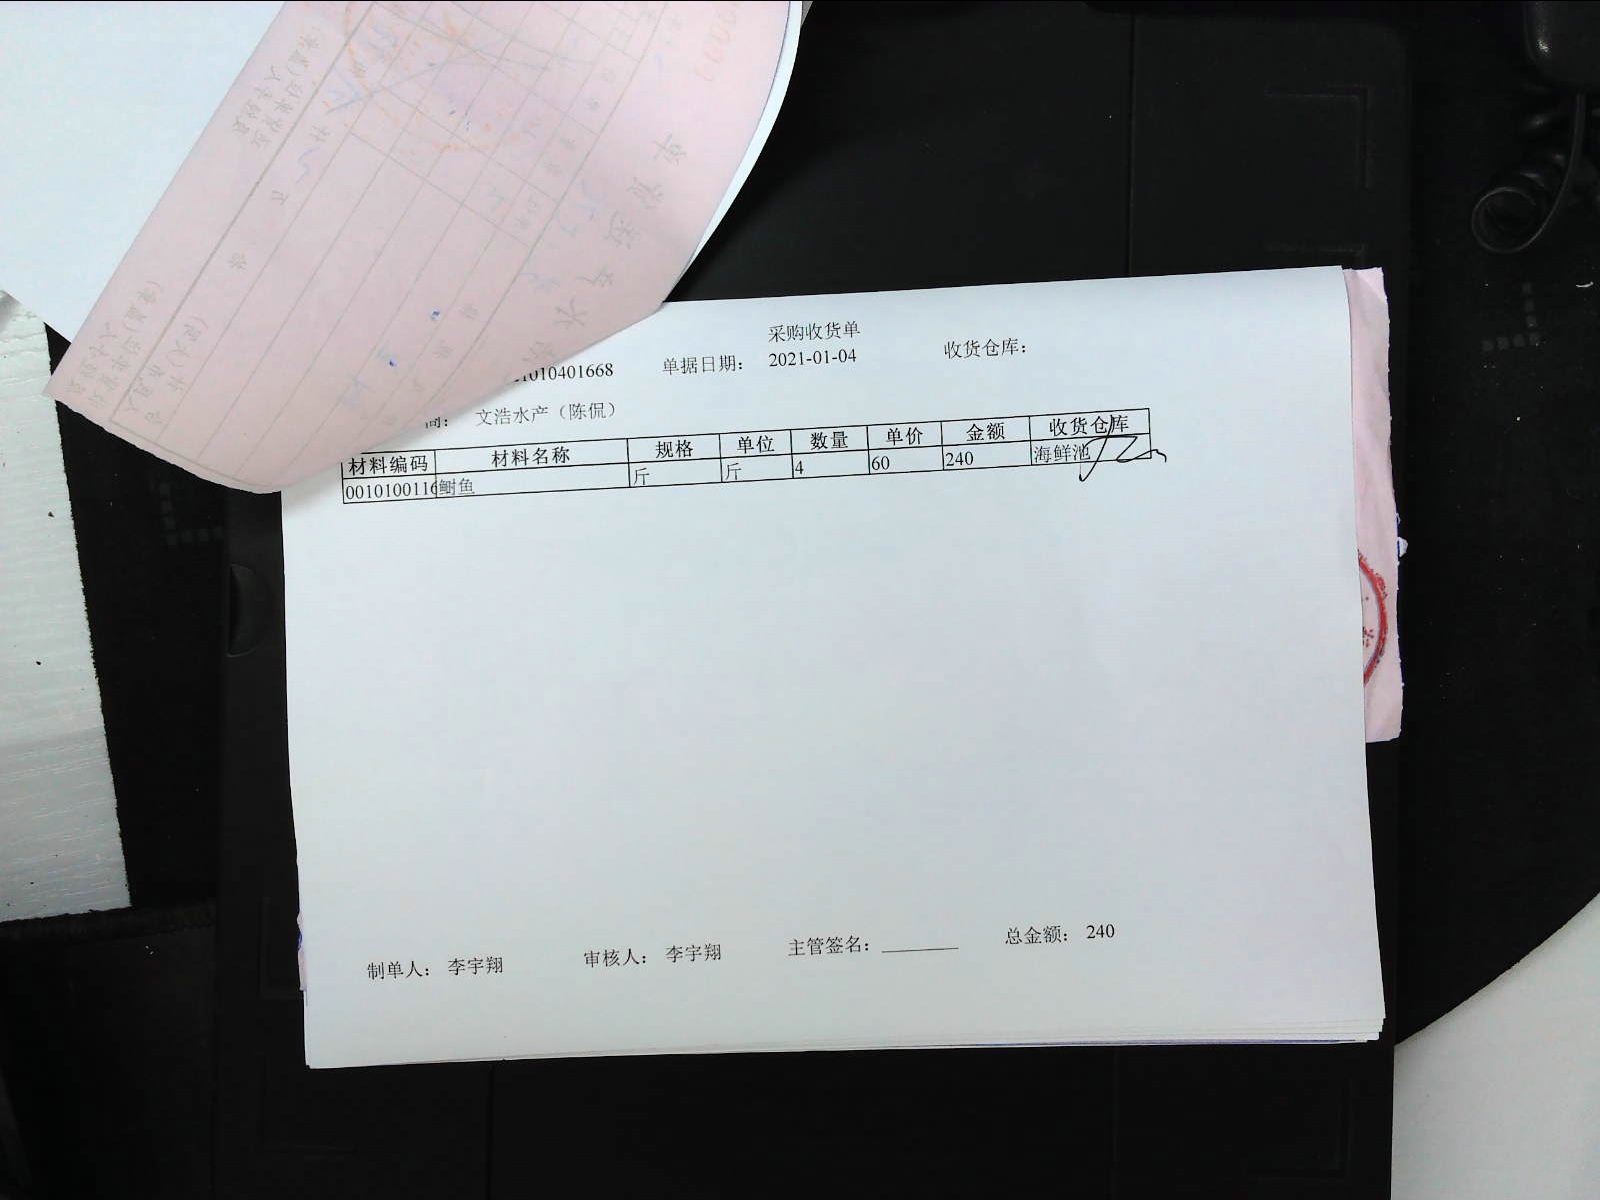 采购收货单
1010401668 单据日期： 2021-01-04 收货仓库：
商： 文浩水产（陈侃）
材料编码 材料名称 规格 单位 数量 单价 金额 收货仓库
0010100116 鲥鱼 斤 斤 4 60 240 海鲜池
制单人： 李宇翔 审核人： 李宇翔 主管签名： 总金额： 240